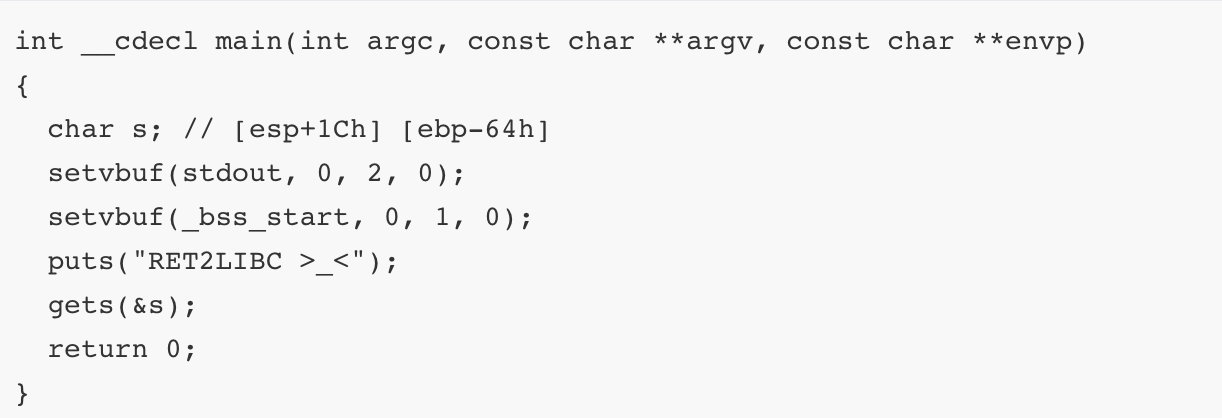 int __cdecl main(int argc, const char **argv, const char **envp)
{
char s; // [esp+1Ch] [ebp-64h]
setvbuf(stdout, 0, 2, 0);
setvbuf(_bss_start, 0, 1, 0);
puts("RET2LIBC >_<");
gets(&s);
return 0;
}